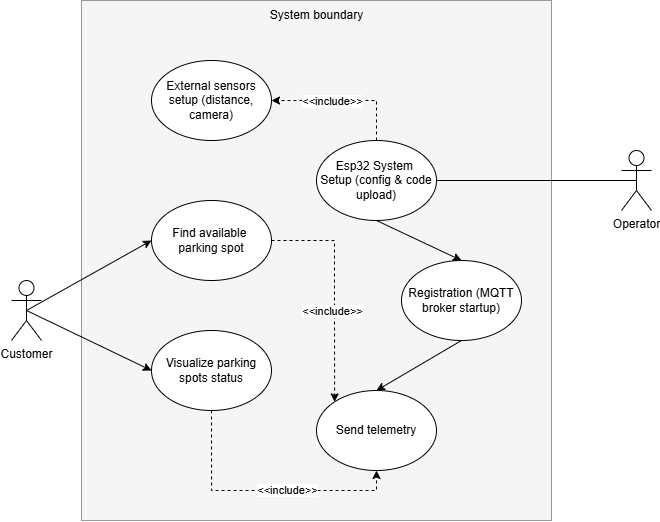 System boundary
External sensors
setup (distance,
camera)
<<include>>
Esp32 System
Setup (config & code
upload)
Operator
Find available
parking spot
Registration (MQTT
broker startup)
<<include>>
Customer
Visualize parking
spots status
Send telemetry
<<include>>